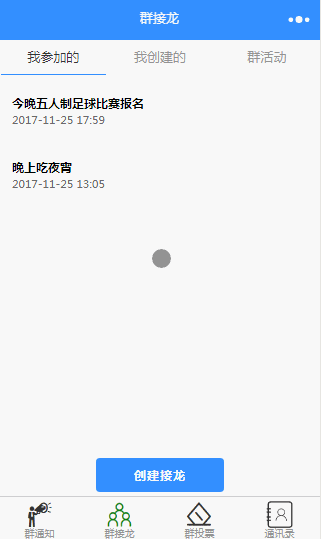 群接龙
我参加的 我创建的 群活动
今晚五人制足球比赛报名
2017-11-25 17:59
晚上吃夜宵
2017-11-25 13:05
创建接龙
群通知 群接龙 群投票 通讯录